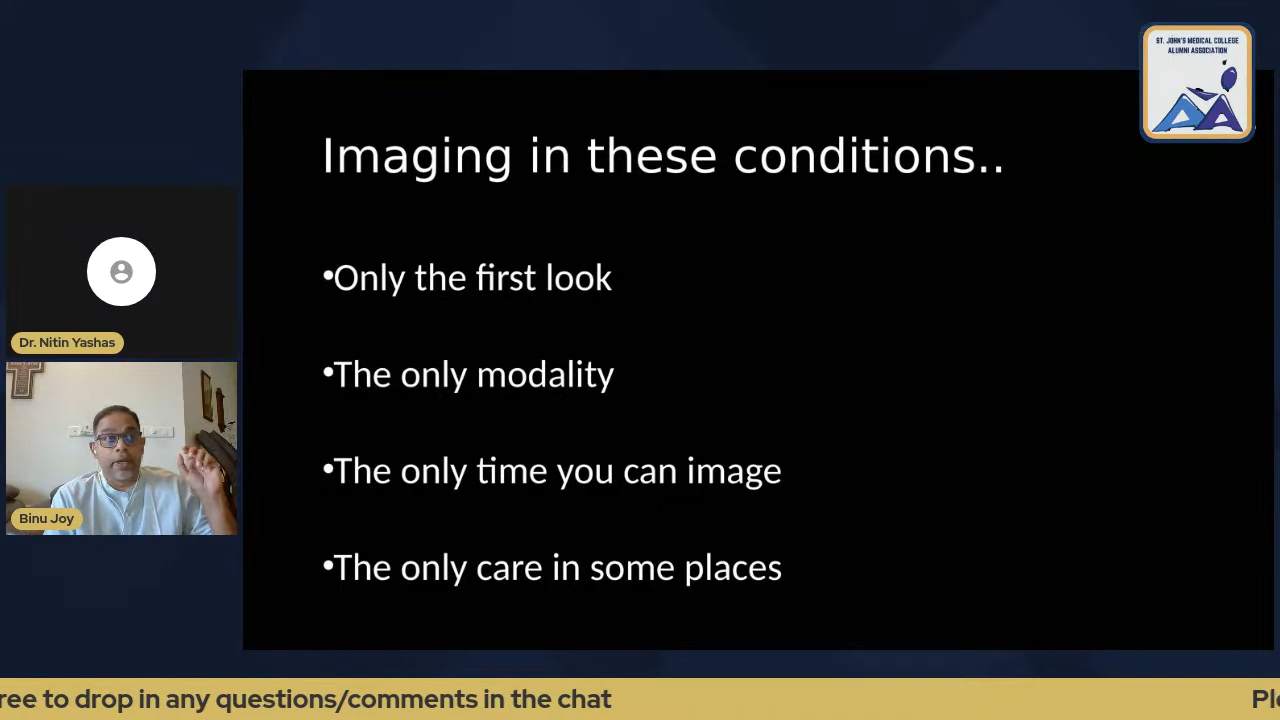 ST. JOHN'S MEDICAL COLLEGE
ALUMNI ASSOCIATION
Imaging in these conditions..
•Only the first look
•The only modality
•The only time you can image
•The only care in some places
Dr. Nitin Yashas
Binu Joy
ree to drop in any questions/comments in the chat
Ple